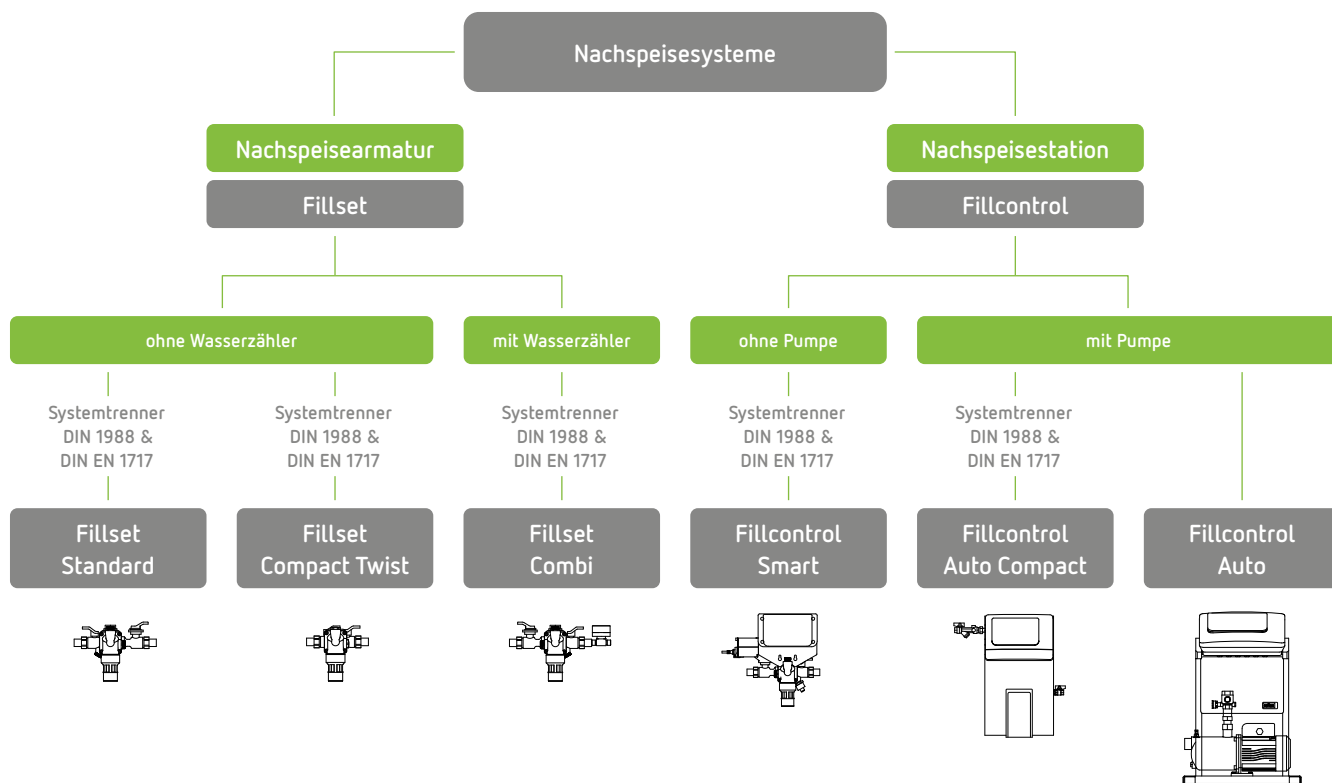 Nachspeisesysteme
Nachspeisearmatur
Nachspeisestation
Fillset
Fillcontrol
ohne Wasserzähler
mit Wasserzähler
ohne Pumpe
mit Pumpe
Systemtrenner
DIN 1988 &
DIN EN 1717
Systemtrenner
DIN 1988 &
DIN EN 1717
Systemtrenner
DIN 1988 &
DIN EN 1717
Systemtrenner
DIN 1988 &
DIN EN 1717
Systemtrenner
DIN 1988 &
DIN EN 1717
Fillset
Standard
Fillset
Compact Twist
Fillset
Combi
Fillcontrol
Smart
Fillcontrol
Auto Compact
Fillcontrol
Auto